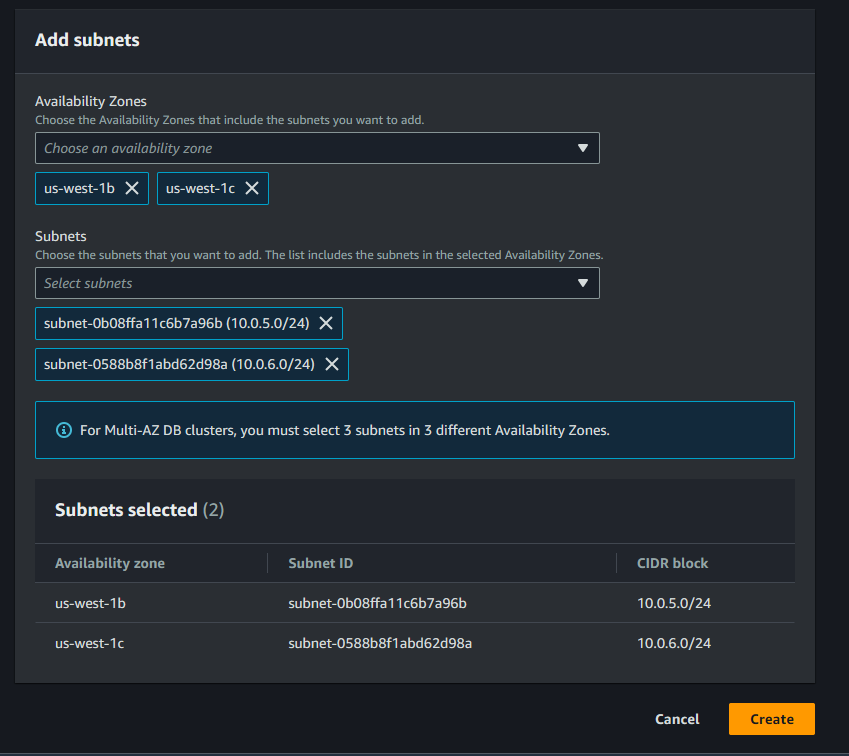 Add subnets
Availability Zones
Choose the Availability Zones that include the subnets you want to add.
Choose an availability zone
us-west-1b
us-west-1c
Subnets
Choose the subnets that you want to add. The list includes the subnets in the selected Availability Zones.
Select subnets
subnet-0b08ffa11c6b7a96b (10.0.5.0/24)
subnet-0588b8f1abd62d98a (10.0.6.0/24)
For Multi-AZ DB clusters, you must select 3 subnets in 3 different Availability Zones.
Subnets selected (2)
Availability zone Subnet ID CIDR block
us-west-1b subnet-0b08ffa11c6b7a96b 10.0.5.0/24
us-west-1c subnet-0588b8f1abd62d98a 10.0.6.0/24
Cancel Create